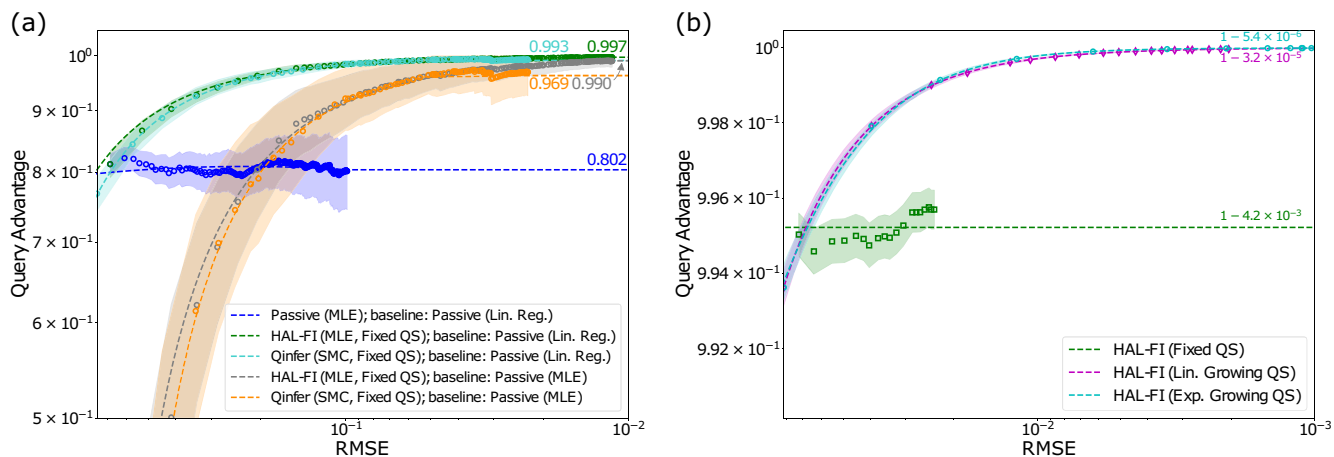 (a)
Query Advantage
10⁰
9 × 10⁻¹
8 × 10⁻¹
7 × 10⁻¹
6 × 10⁻¹
5 × 10⁻¹
0.993
0.997
0.969
0.990
0.802
Passive (MLE); baseline: Passive (Lin. Reg.)
HAL-FI (MLE, Fixed QS); baseline: Passive (Lin. Reg.)
Qinfer (SMC, Fixed QS); baseline: Passive (Lin. Reg.)
HAL-FI (MLE, Fixed QS); baseline: Passive (MLE)
Qinfer (SMC, Fixed QS); baseline: Passive (MLE)
10⁻¹
10⁻²
RMSE
(b)
Query Advantage
10⁰
9.98 × 10⁻¹
9.96 × 10⁻¹
9.94 × 10⁻¹
9.92 × 10⁻¹
1 − 5.4 × 10⁻⁶
1 − 3.2 × 10⁻⁵
1 − 4.2 × 10⁻³
HAL-FI (Fixed QS)
HAL-FI (Lin. Growing QS)
HAL-FI (Exp. Growing QS)
10⁻²
10⁻³
RMSE